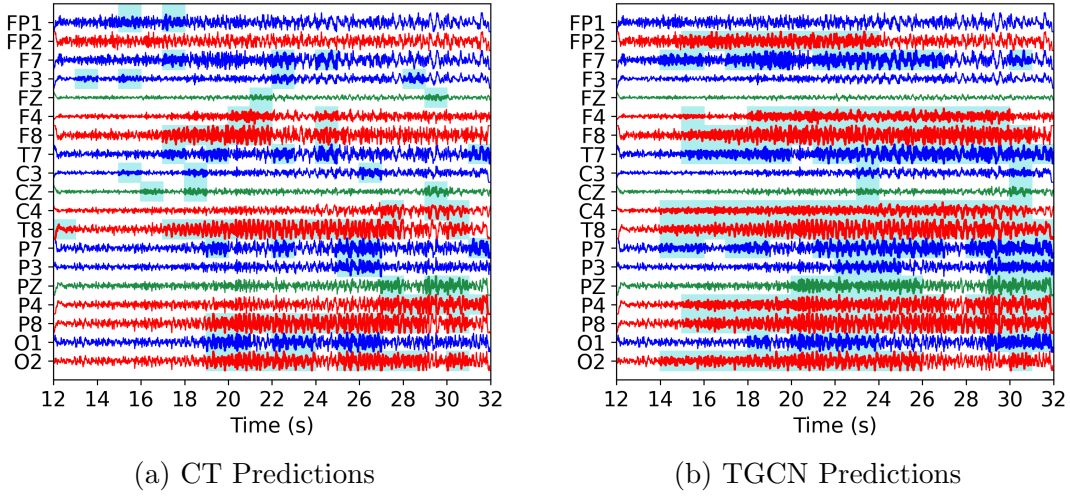 FP1
FP2
F7
F3
FZ
F4
F8
T7
C3
CZ
C4
T8
P7
P3
PZ
P4
P8
O1
O2
12 14 16 18 20 22 24 26 28 30 32
Time (s)
(a) CT Predictions
FP1
FP2
F7
F3
FZ
F4
F8
T7
C3
CZ
C4
T8
P7
P3
PZ
P4
P8
O1
O2
12 14 16 18 20 22 24 26 28 30 32
Time (s)
(b) TGCN Predictions